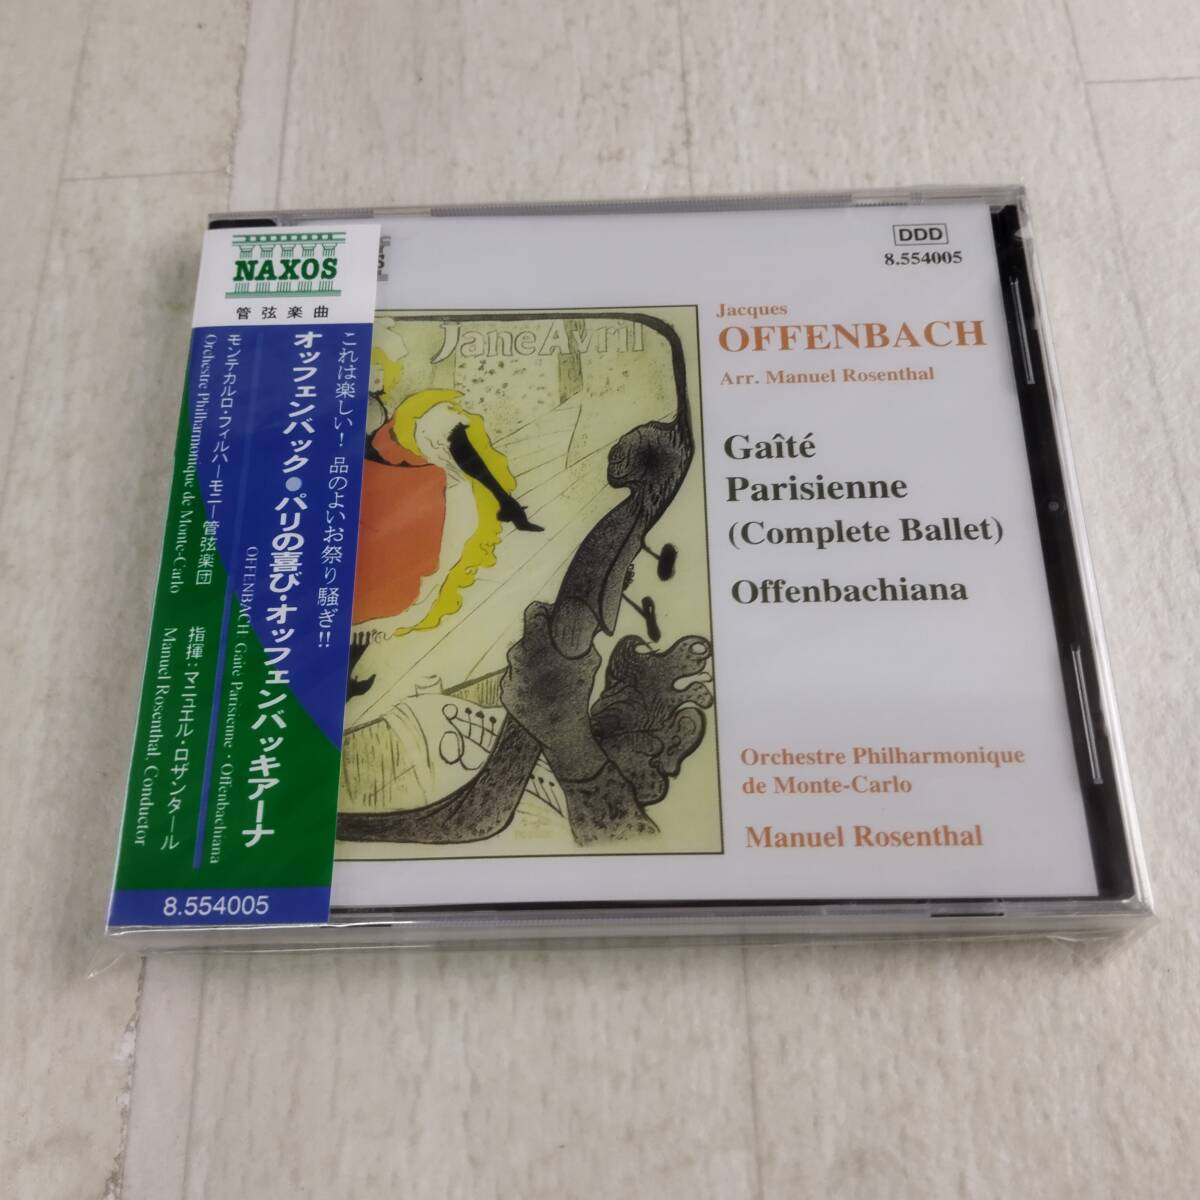 NAXOS
管弦楽曲
これは楽しい！品のよいお祭り騒ぎ!!
オッフェンバック●パリの喜び・オッフェンバッキアーナ
OFFENBACH Gaîté Parisienne・Offenbachiana
モンテカルロ・フィルハーモニー管弦楽団
指揮：マニュエル・ロザンタール
Orchestre Philharmonique de Monte-Carlo
Manuel Rosenthal, Conductor
8.554005
S
Jane Avril
DDD
8.554005
Jacques
OFFENBACH
Arr. Manuel Rosenthal
Gaîté
Parisienne
(Complete Ballet)
Offenbachiana
Orchestre Philharmonique
de Monte-Carlo
Manuel Rosenthal